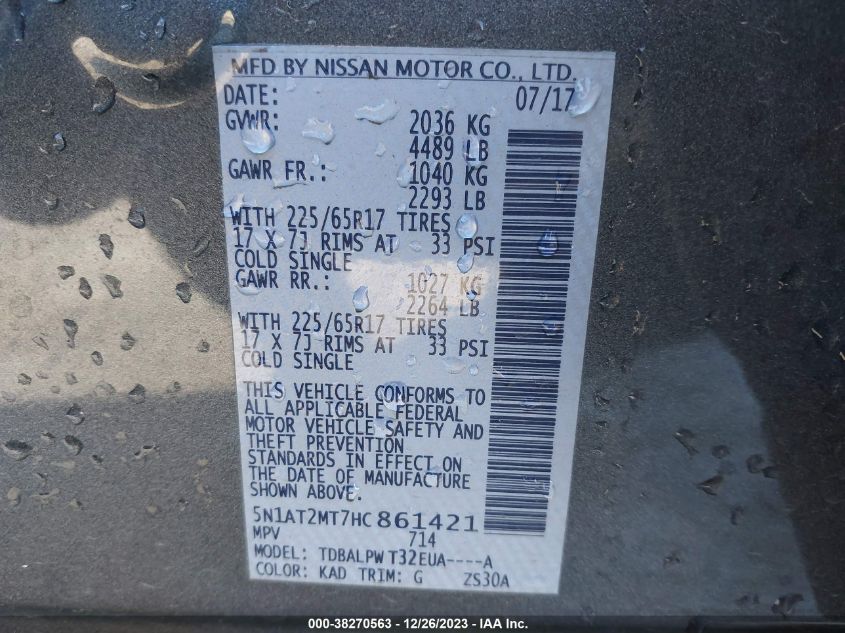 MFD BY NISSAN MOTOR CO., LTD.
DATE: 07/17
GVWR: 2036 KG
4489 LB
GAWR FR.: 1040 KG
2293 LB
WITH 225/65R17 TIRES
17 X 7J RIMS AT 33 PSI
COLD SINGLE
GAWR RR.: 1027 KG
2264 LB
WITH 225/65R17 TIRES
17 X 7J RIMS AT 33 PSI
COLD SINGLE
THIS VEHICLE CONFORMS TO
ALL APPLICABLE FEDERAL
MOTOR VEHICLE SAFETY AND
THEFT PREVENTION
STANDARDS IN EFFECT ON
THE DATE OF MANUFACTURE
SHOWN ABOVE.
5N1AT2MT7HC861421
MPV 714
MODEL: TDBALPW T32EUA----A
COLOR: KAD TRIM: G ZS30A
000-38270563 - 12/26/2023 - IAA Inc.